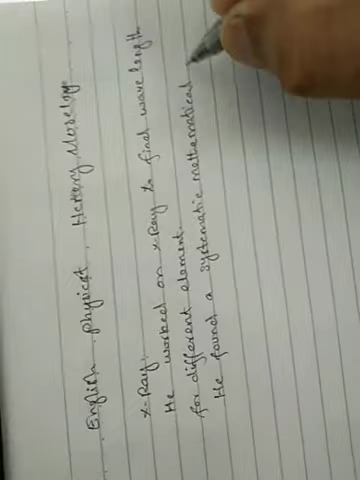 English Physicist, Henery Moseley
X-Ray.
He worked on x-Ray to find wave length
for different element.
He found a systematic mathematical